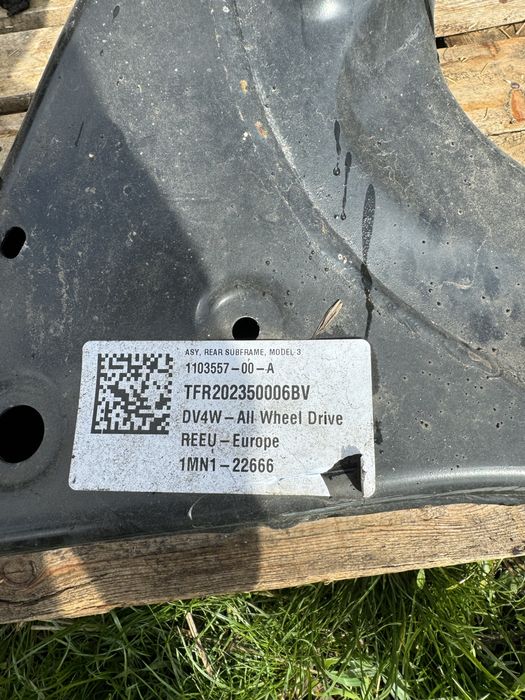 ASY, REAR SUBFRAME, MODEL 3
1103557-00-A
TFR202350006BV
DV4W-All Wheel Drive
REEU-Europe
1MN1-22666